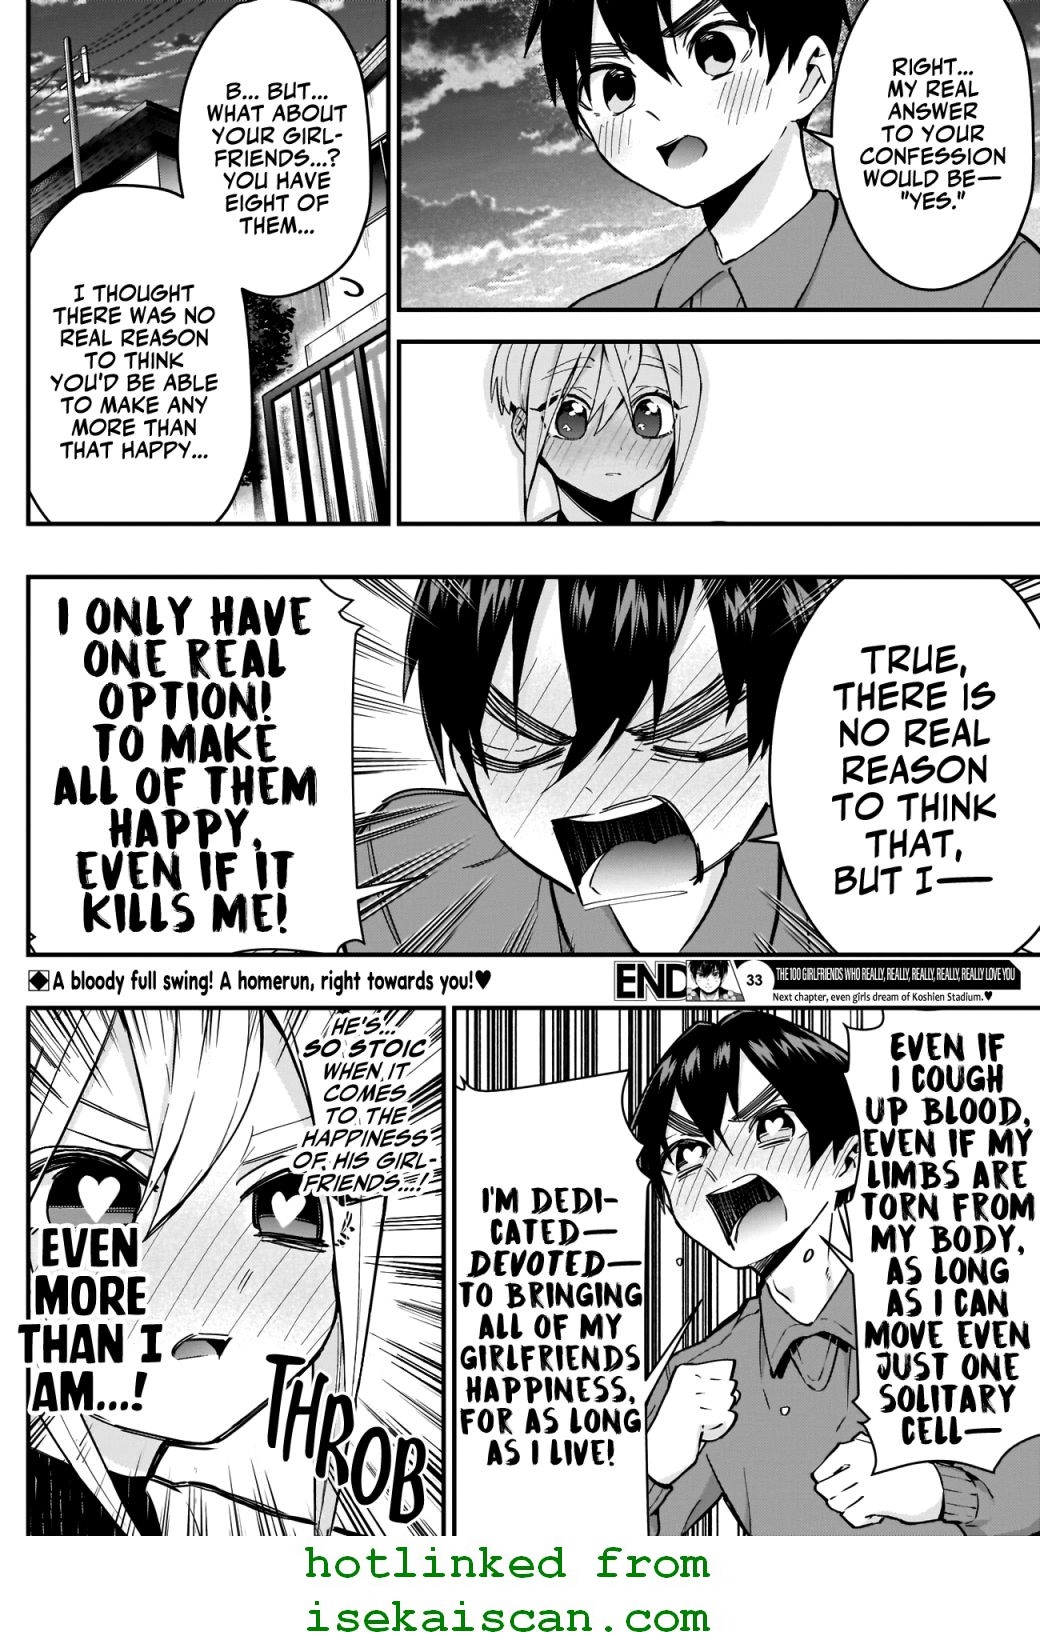 RIGHT...
MY REAL
ANSWER
TO YOUR
CONFESSION
WOULD BE—
"YES."
B... BUT...
WHAT ABOUT
YOUR GIRL-
FRIENDS...?
YOU HAVE
EIGHT OF
THEM...
I THOUGHT
THERE WAS NO
REAL REASON
TO THINK
YOU'D BE ABLE
TO MAKE ANY
MORE THAN
THAT HAPPY...
TRUE,
THERE IS
NO REAL
REASON
TO THINK
THAT,
BUT I—
I ONLY HAVE
ONE REAL
OPTION!
TO MAKE
ALL OF THEM
HAPPY,
EVEN IF IT
KILLS ME!
◆A bloody full swing! A homerun, right towards you!♥
END
33
THE 100 GIRLFRIENDS WHO REALLY, REALLY, REALLY, REALLY, REALLY LOVE YOU
Next chapter, even girls dream of Koshien Stadium.♥
EVEN IF
I COUGH
UP BLOOD,
EVEN IF MY
LIMBS ARE
TORN FROM
MY BODY,
AS LONG
AS I CAN
MOVE EVEN
JUST ONE
SOLITARY
CELL—
I'M DEDI-
CATED—
DEVOTED—
TO BRINGING
ALL OF MY
GIRLFRIENDS
HAPPINESS,
FOR AS LONG
AS I LIVE!
HE'S...
SO STOIC
WHEN IT
COMES
TO THE
HAPPINESS
OF HIS GIRL-
FRIENDS...!
EVEN
MORE
THAN I
AM...!
THROB
hotlinked from
isekaiscan.com